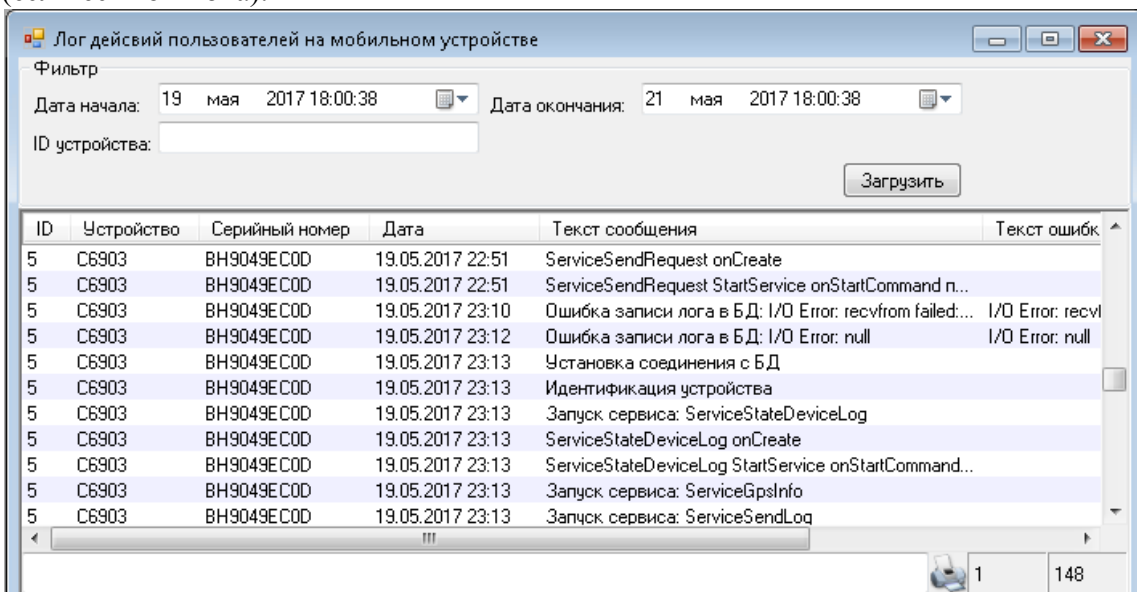 Лог дейсвий пользователей на мобильном устройстве
Фильтр
Дата начала: 19 мая 2017 18:00:38 Дата окончания: 21 мая 2017 18:00:38
ID устройства:
Загрузить
ID Устройство Серийный номер Дата Текст сообщения Текст ошибк
5 C6903 BH9049EC0D 19.05.2017 22:51 ServiceSendRequest onCreate
5 C6903 BH9049EC0D 19.05.2017 22:51 ServiceSendRequest StartService onStartCommand п...
5 C6903 BH9049EC0D 19.05.2017 23:10 Ошибка записи лога в БД: I/O Error: recvfrom failed:... I/O Error: recvf
5 C6903 BH9049EC0D 19.05.2017 23:12 Ошибка записи лога в БД: I/O Error: null I/O Error: null
5 C6903 BH9049EC0D 19.05.2017 23:13 Установка соединения с БД
5 C6903 BH9049EC0D 19.05.2017 23:13 Идентификация устройства
5 C6903 BH9049EC0D 19.05.2017 23:13 Запуск сервиса: ServiceStateDeviceLog
5 C6903 BH9049EC0D 19.05.2017 23:13 ServiceStateDeviceLog onCreate
5 C6903 BH9049EC0D 19.05.2017 23:13 ServiceStateDeviceLog StartService onStartCommand...
5 C6903 BH9049EC0D 19.05.2017 23:13 Запуск сервиса: ServiceGpsInfo
5 C6903 BH9049EC0D 19.05.2017 23:13 Запуск сервиса: ServiceSendLog
1 148